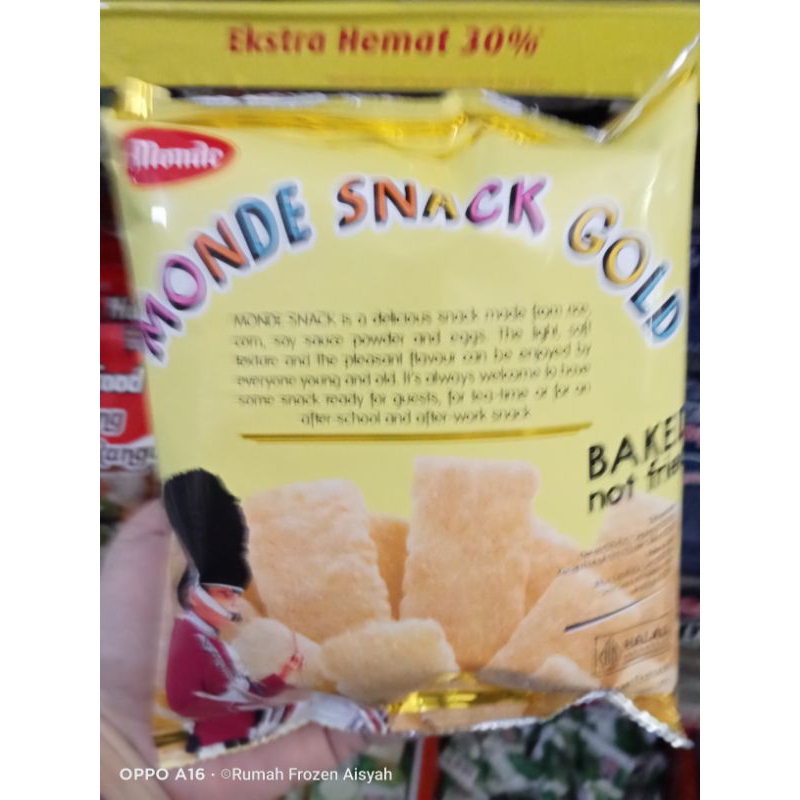 Ekstra Hemat 30%
Monde
MONDE SNACK GOLD
MONDE SNACK is a delicious snack made from rice,
corn, soy sauce powder and eggs. The light, soft
texture and the pleasant flavour can be enjoyed by
everyone young and old. It's always welcome to have
some snack ready for guests, for tea-time or for an
after-school and after-work snack
BAKED
not
HALAL
OPPO A16 · ©Rumah Frozen Aisyah